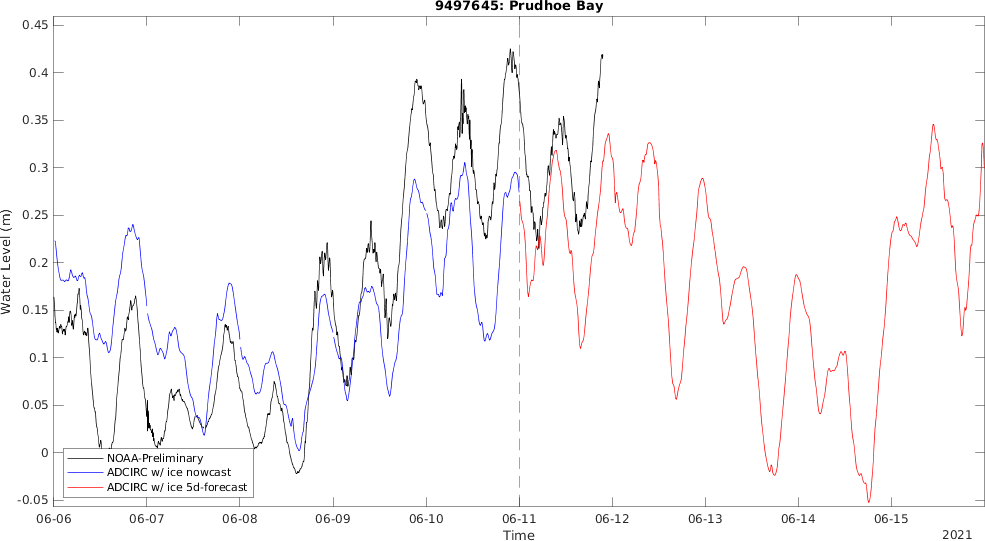 9497645: Prudhoe Bay
0.45
0.4
0.35
0.3
0.25
0.2
0.15
0.1
0.05
0
-0.05
Water Level (m)
NOAA-Preliminary
ADCIRC w/ ice nowcast
ADCIRC w/ ice 5d-forecast
06-06 06-07 06-08 06-09 06-10 06-11 06-12 06-13 06-14 06-15
Time
2021